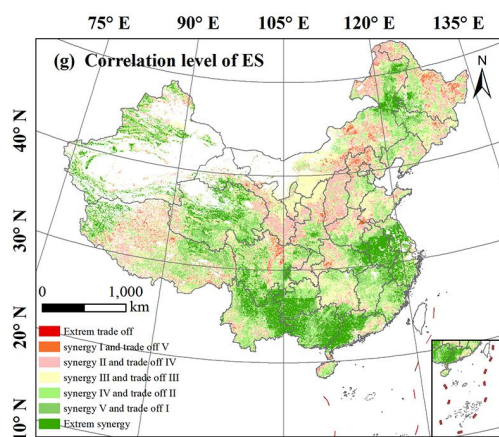 75° E 90° E 105° E 120° E 135° E
(g) Correlation level of ES
N
40° N
30° N
20° N
10° N
0 1,000
km
Extrem trade off
synergy I and trade off V
synergy II and trade off IV
synergy III and trade off III
synergy IV and trade off II
synergy V and trade off I
Extrem synergy